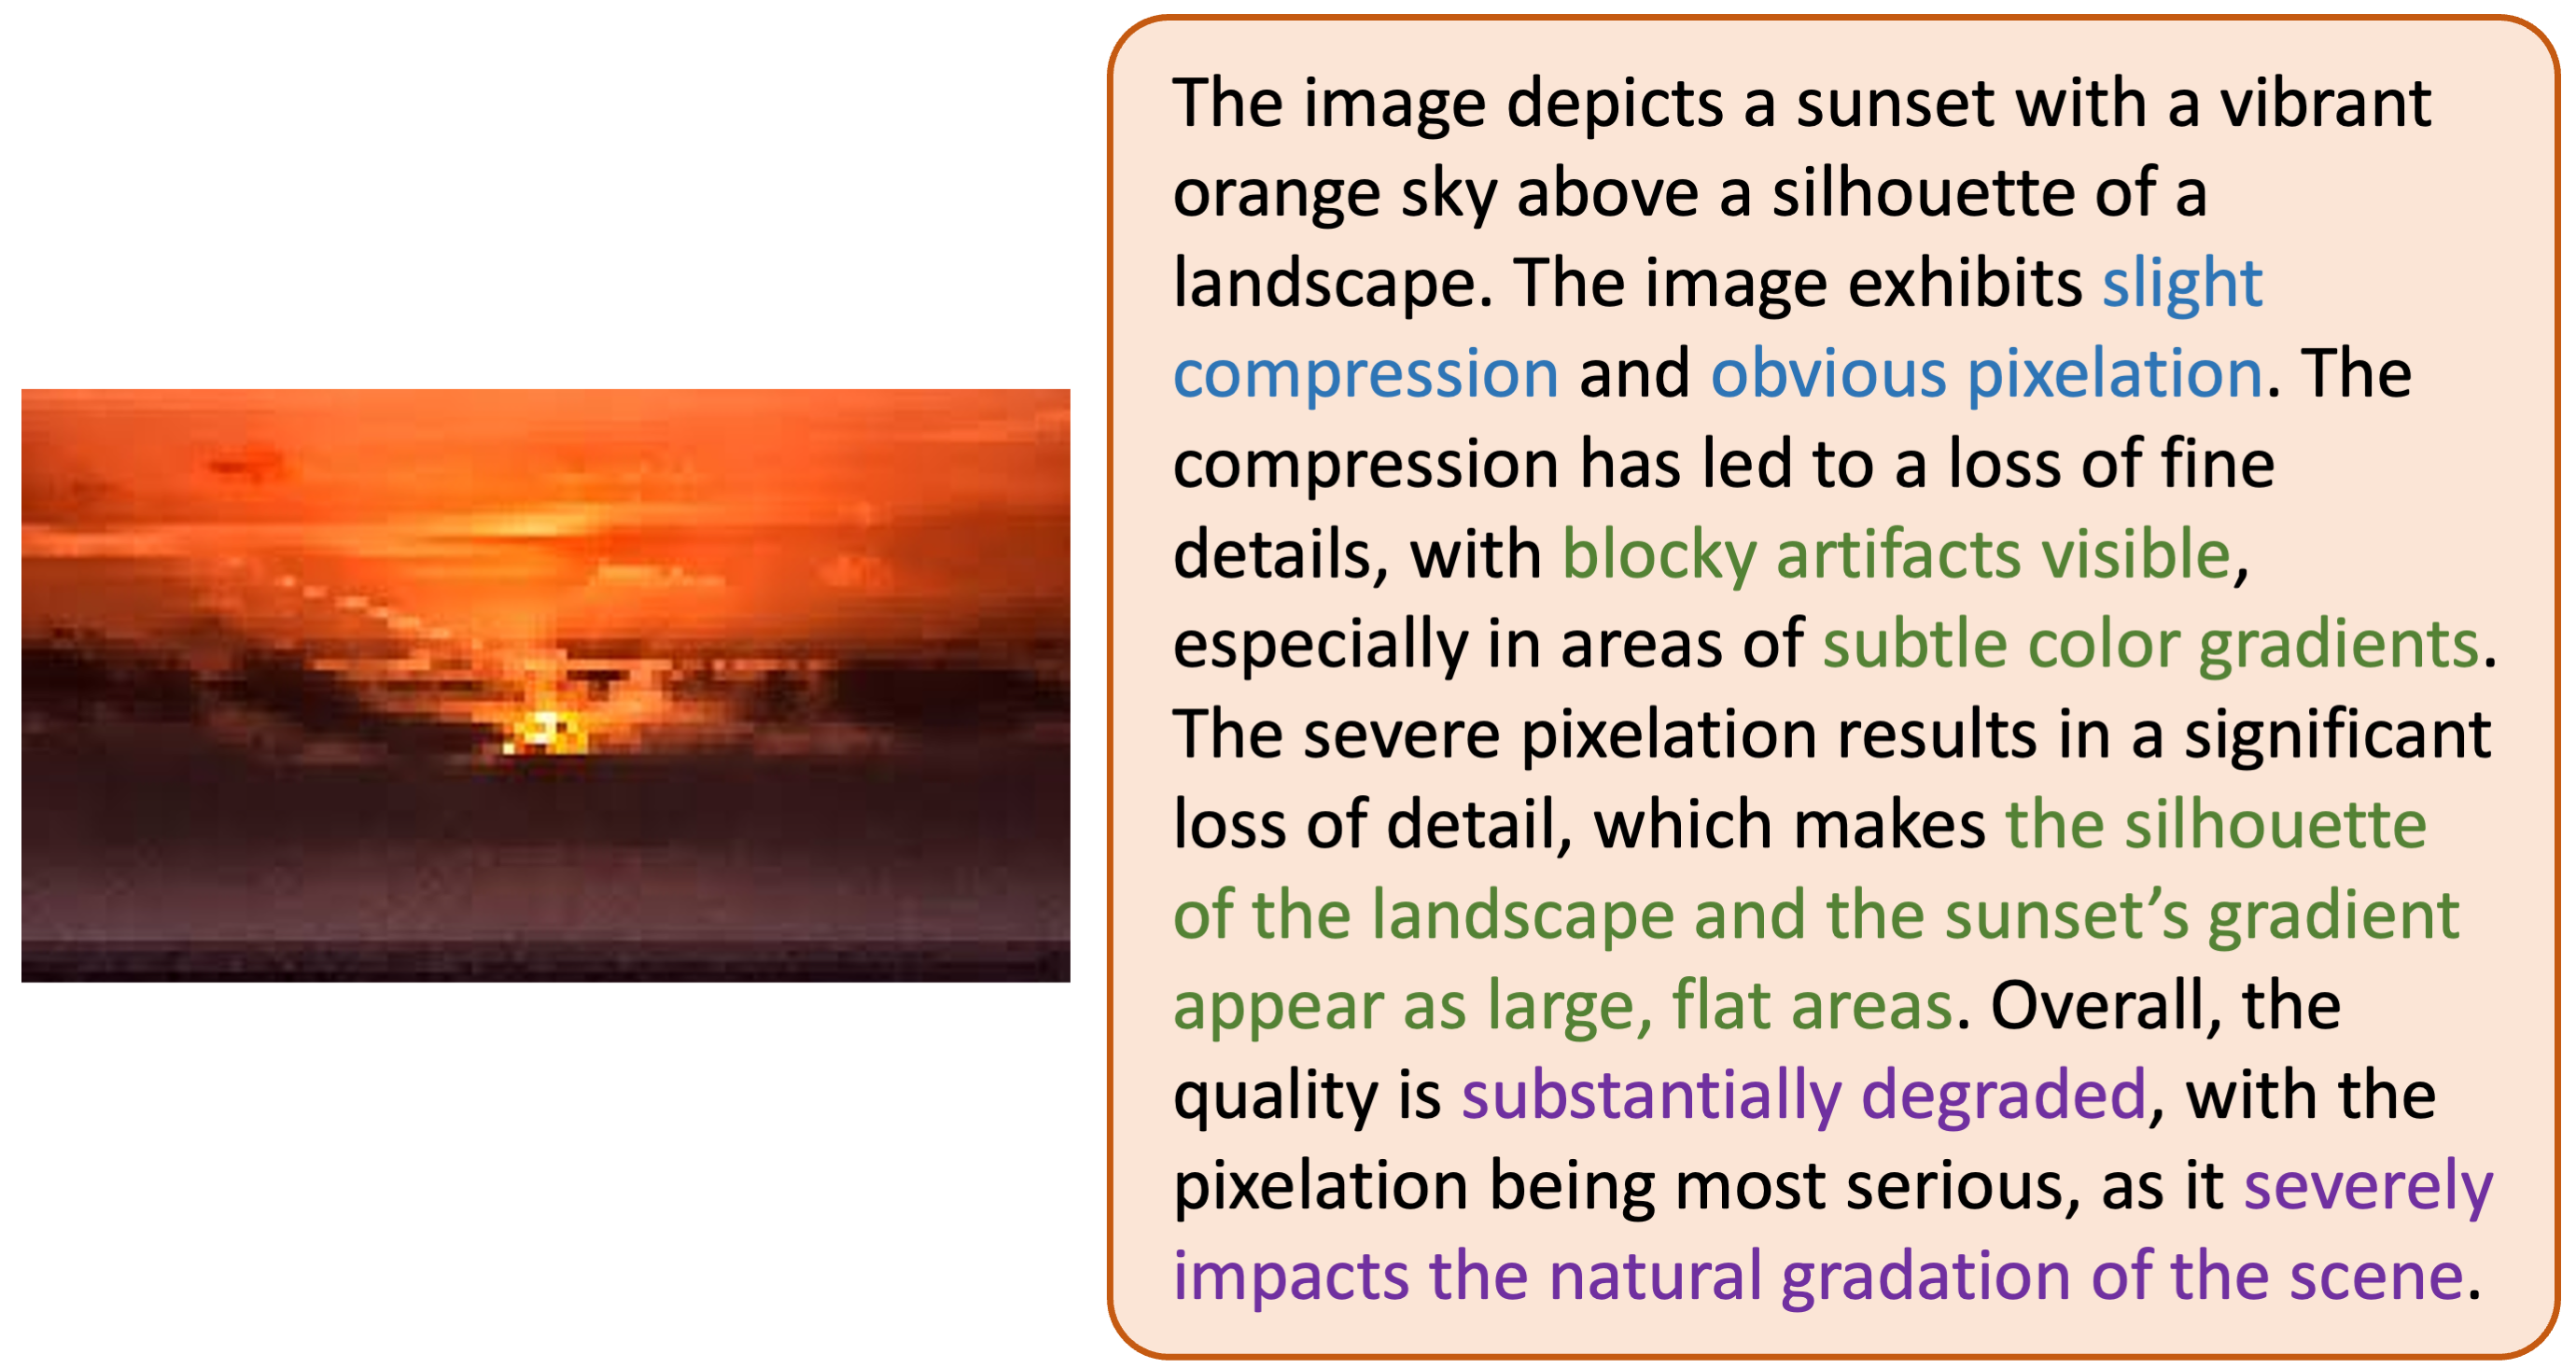 The image depicts a sunset with a vibrant
orange sky above a silhouette of a
landscape. The image exhibits slight
compression and obvious pixelation. The
compression has led to a loss of fine
details, with blocky artifacts visible,
especially in areas of subtle color gradients.
The severe pixelation results in a significant
loss of detail, which makes the silhouette
of the landscape and the sunset’s gradient
appear as large, flat areas. Overall, the
quality is substantially degraded, with the
pixelation being most serious, as it severely
impacts the natural gradation of the scene.